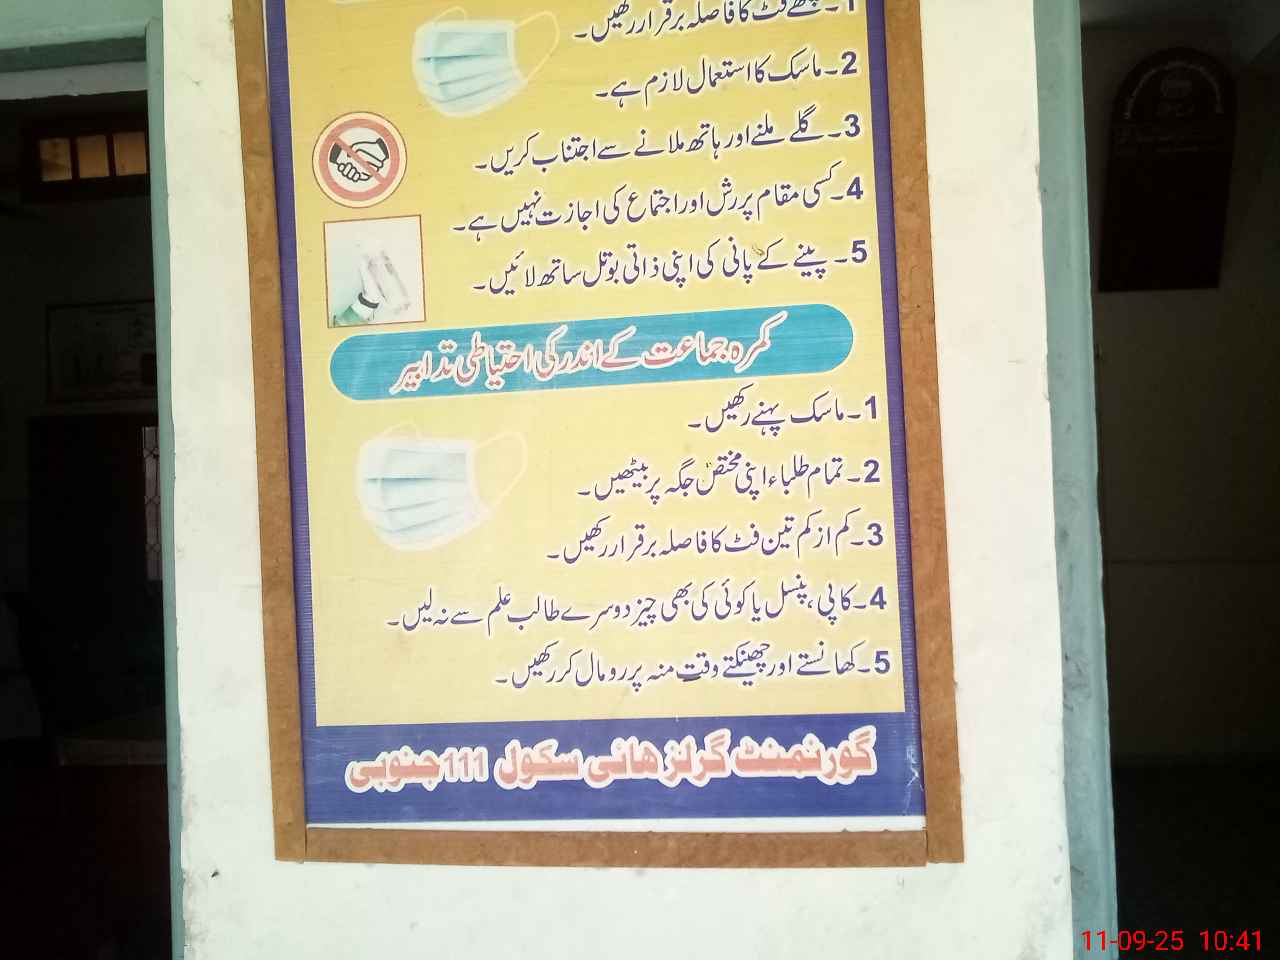 1۔ چھ فٹ کا فاصلہ برقرار رکھیں۔
2۔ ماسک کا استعمال لازم ہے۔
3۔ گلے ملنے اور ہاتھ ملانے سے اجتناب کریں۔
4۔ کسی مقام پر رش اور اجتماع کی اجازت نہیں ہے۔
5۔ پینے کے پانی کی اپنی ذاتی بوتل ساتھ لائیں۔
کمرہ جماعت کے اندر کی احتیاطی تدابیر
1۔ ماسک پہنے رکھیں۔
2۔ تمام طلباء اپنی مختص جگہ پر بیٹھیں۔
3۔ کم از کم تین فٹ کا فاصلہ برقرار رکھیں۔
4۔ کاپی، پنسل یا کوئی کی بھی چیز دوسرے طالب علم سے نہ لیں۔
5۔ کھانستے اور چھینکتے وقت منہ پر رومال کر رکھیں۔
گورنمنٹ گرلز ھائی سکول 111 جنوبی
11-09-25 10:41